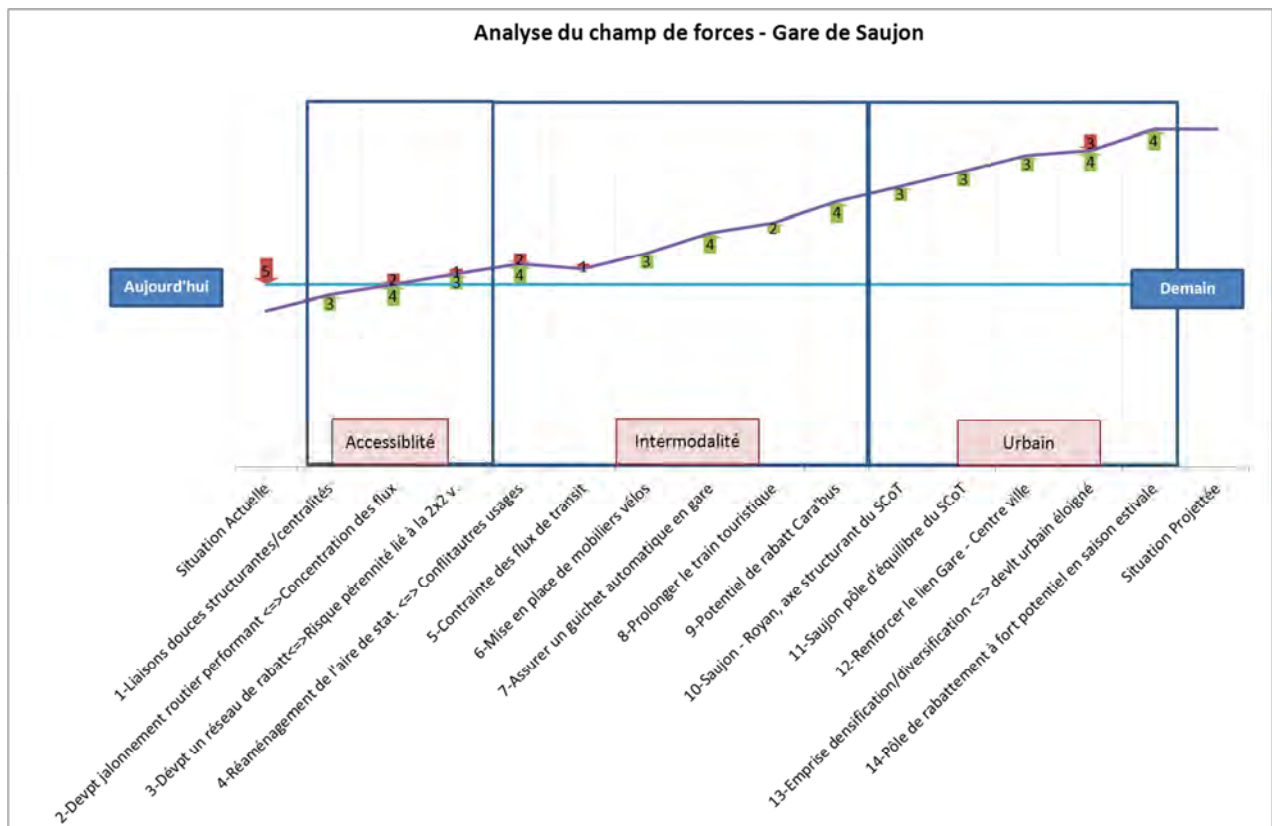 Analyse du champ de forces - Gare de Saujon
3
4
4
3
3
3
3
4
2
4
3
5
2
1
2
1
3
4
3
4
Aujourd'hui
Demain
Accessiblité
Intermodalité
Urbain
Situation Actuelle
1-Liaisons douces structurantes/centralités
2-Devpt jalonnement routier performant <=>Concentration des flux
3-Dévpt un réseau de rabatt<=>Risque pérennité lié à la 2x2 v.
4-Réaménagement de l'aire de stat. <=> Conflitautres usages
5-Contrainte des flux de transit
6-Mise en place de mobiliers vélos
7-Assurer un guichet automatique en gare
8-Prolonger le train touristique
9-Potentiel de rabatt Cara'bus
10-Saujon - Royan, axe structurant du SCoT
11-Saujon pôle d'équilibre du SCoT
12-Renforcer le lien Gare - Centre ville
13-Emprise densification/diversification <=> devlt urbain éloigné
14-Pôle de rabattement à fort potentiel en saison estivale
Situation Projetée